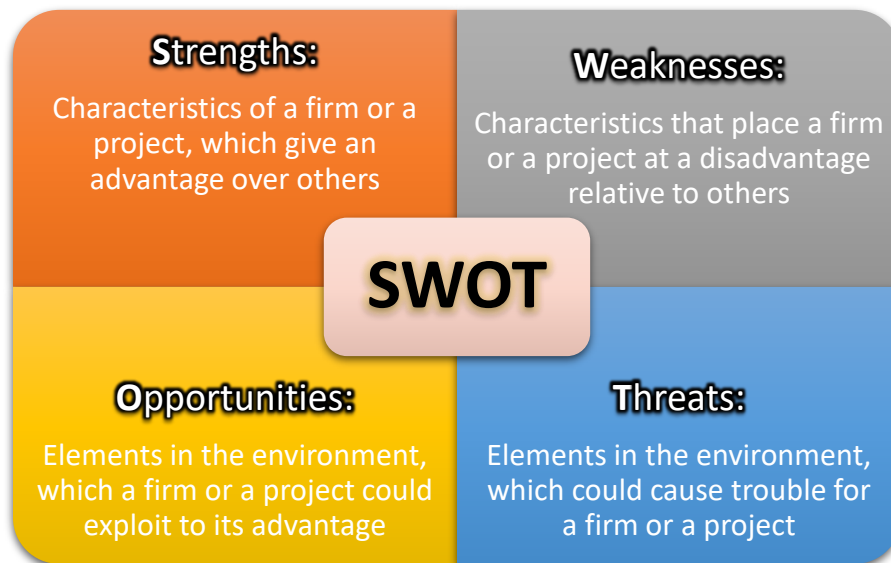 Strengths:
Characteristics of a firm or a
project, which give an
advantage over others
Weaknesses:
Characteristics that place a firm
or a project at a disadvantage
relative to others
SWOT
Opportunities:
Elements in the environment,
which a firm or a project could
exploit to its advantage
Threats:
Elements in the environment,
which could cause trouble for
a firm or a project